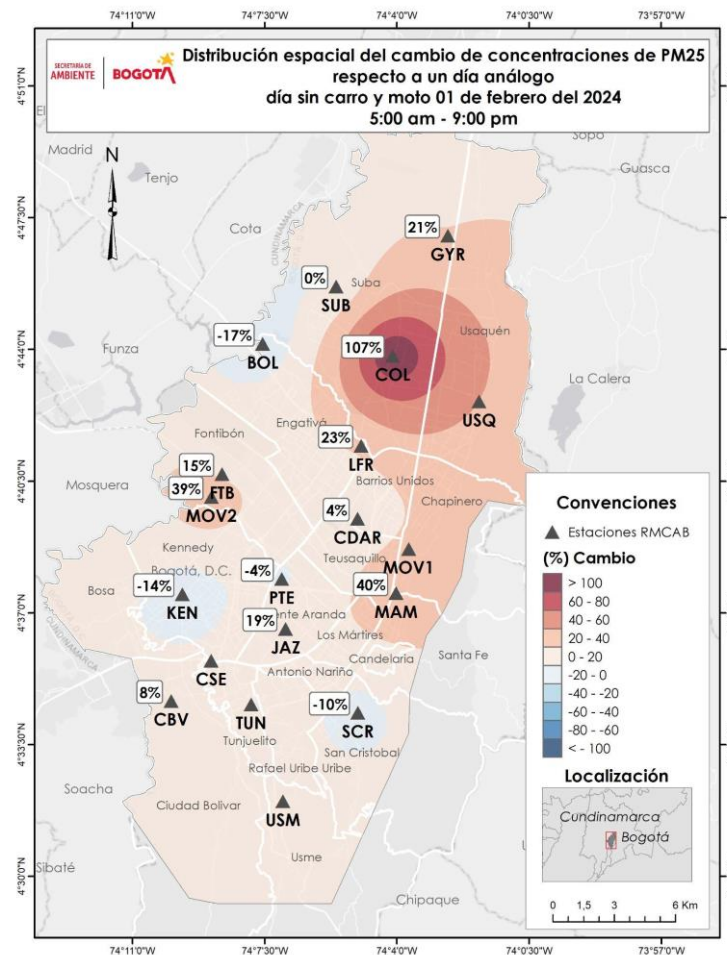 74°11'0"W 74°7'30"W 74°4'0"W 74°0'30"W 73°57'0"W
SECRETARÍA DE
AMBIENTE
BOGOTÁ
Distribución espacial del cambio de concentraciones de PM25
respecto a un día análogo
día sin carro y moto 01 de febrero del 2024
5:00 am - 9:00 pm
4°51'0"N
4°47'30"N
4°44'0"N
4°40'30"N
4°37'0"N
4°33'30"N
4°30'0"N
N
Madrid
Tenjo
Sopó
Guasca
Cota
CUNDINAMARCA
21%
GYR
0%
Suba
SUB
Usaquén
-17%
BOL
Funza
107%
COL
La Calera
USQ
Engativá
23%
LFR
Fontibón
Barrios Unidos
15%
FTB
Mosquera
39%
MOV2
Chapinero
4%
CDAR
Kennedy
Teusaquillo
MOV1
Bogotá, D.C.
-4%
PTE
40%
MAM
Bosa
-14%
KEN
ente Aranda
19%
JAZ
Los Mártires
Candelaria
Santa Fe
CUNDINAMARCA
CSE
Antonio Nariño
8%
CBV
TUN
-10%
SCR
Tunjuelito
San Cristobal
Rafael Uribe Uribe
Soacha
Ciudad Bolívar
USM
Usme
Sibaté
Chipaque
Convenciones
Estaciones RMCAB
(%) Cambio
> 100
60 - 80
40 - 60
20 - 40
0 - 20
-20 - 0
-40 - -20
-60 - -40
-80 - -60
< - 100
Localización
Cundinamarca
Bogotá
0 1,5 3 6 Km
74°11'0"W 74°7'30"W 74°4'0"W 74°0'30"W 73°57'0"W